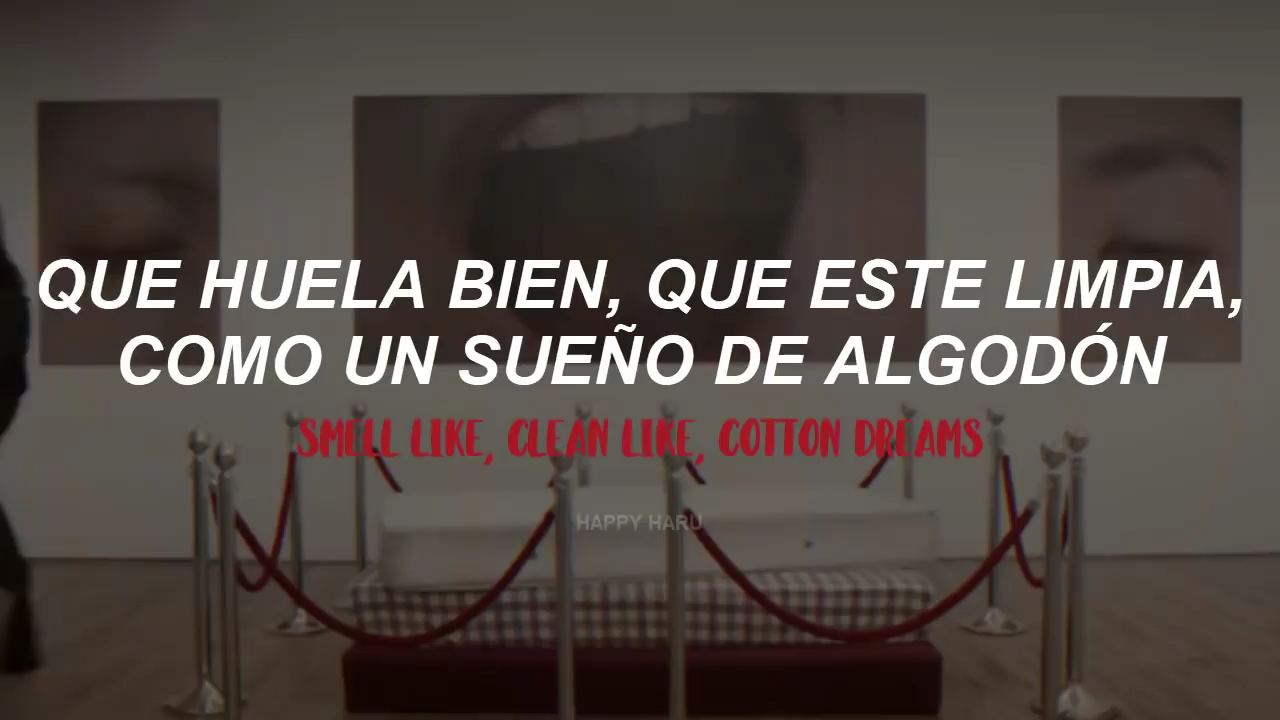 QUE HUELA BIEN, QUE ESTE LIMPIA,
COMO UN SUEÑO DE ALGODÓN
SMELL LIKE, CLEAN LIKE, COTTON DREAMS
HAPPY HARU